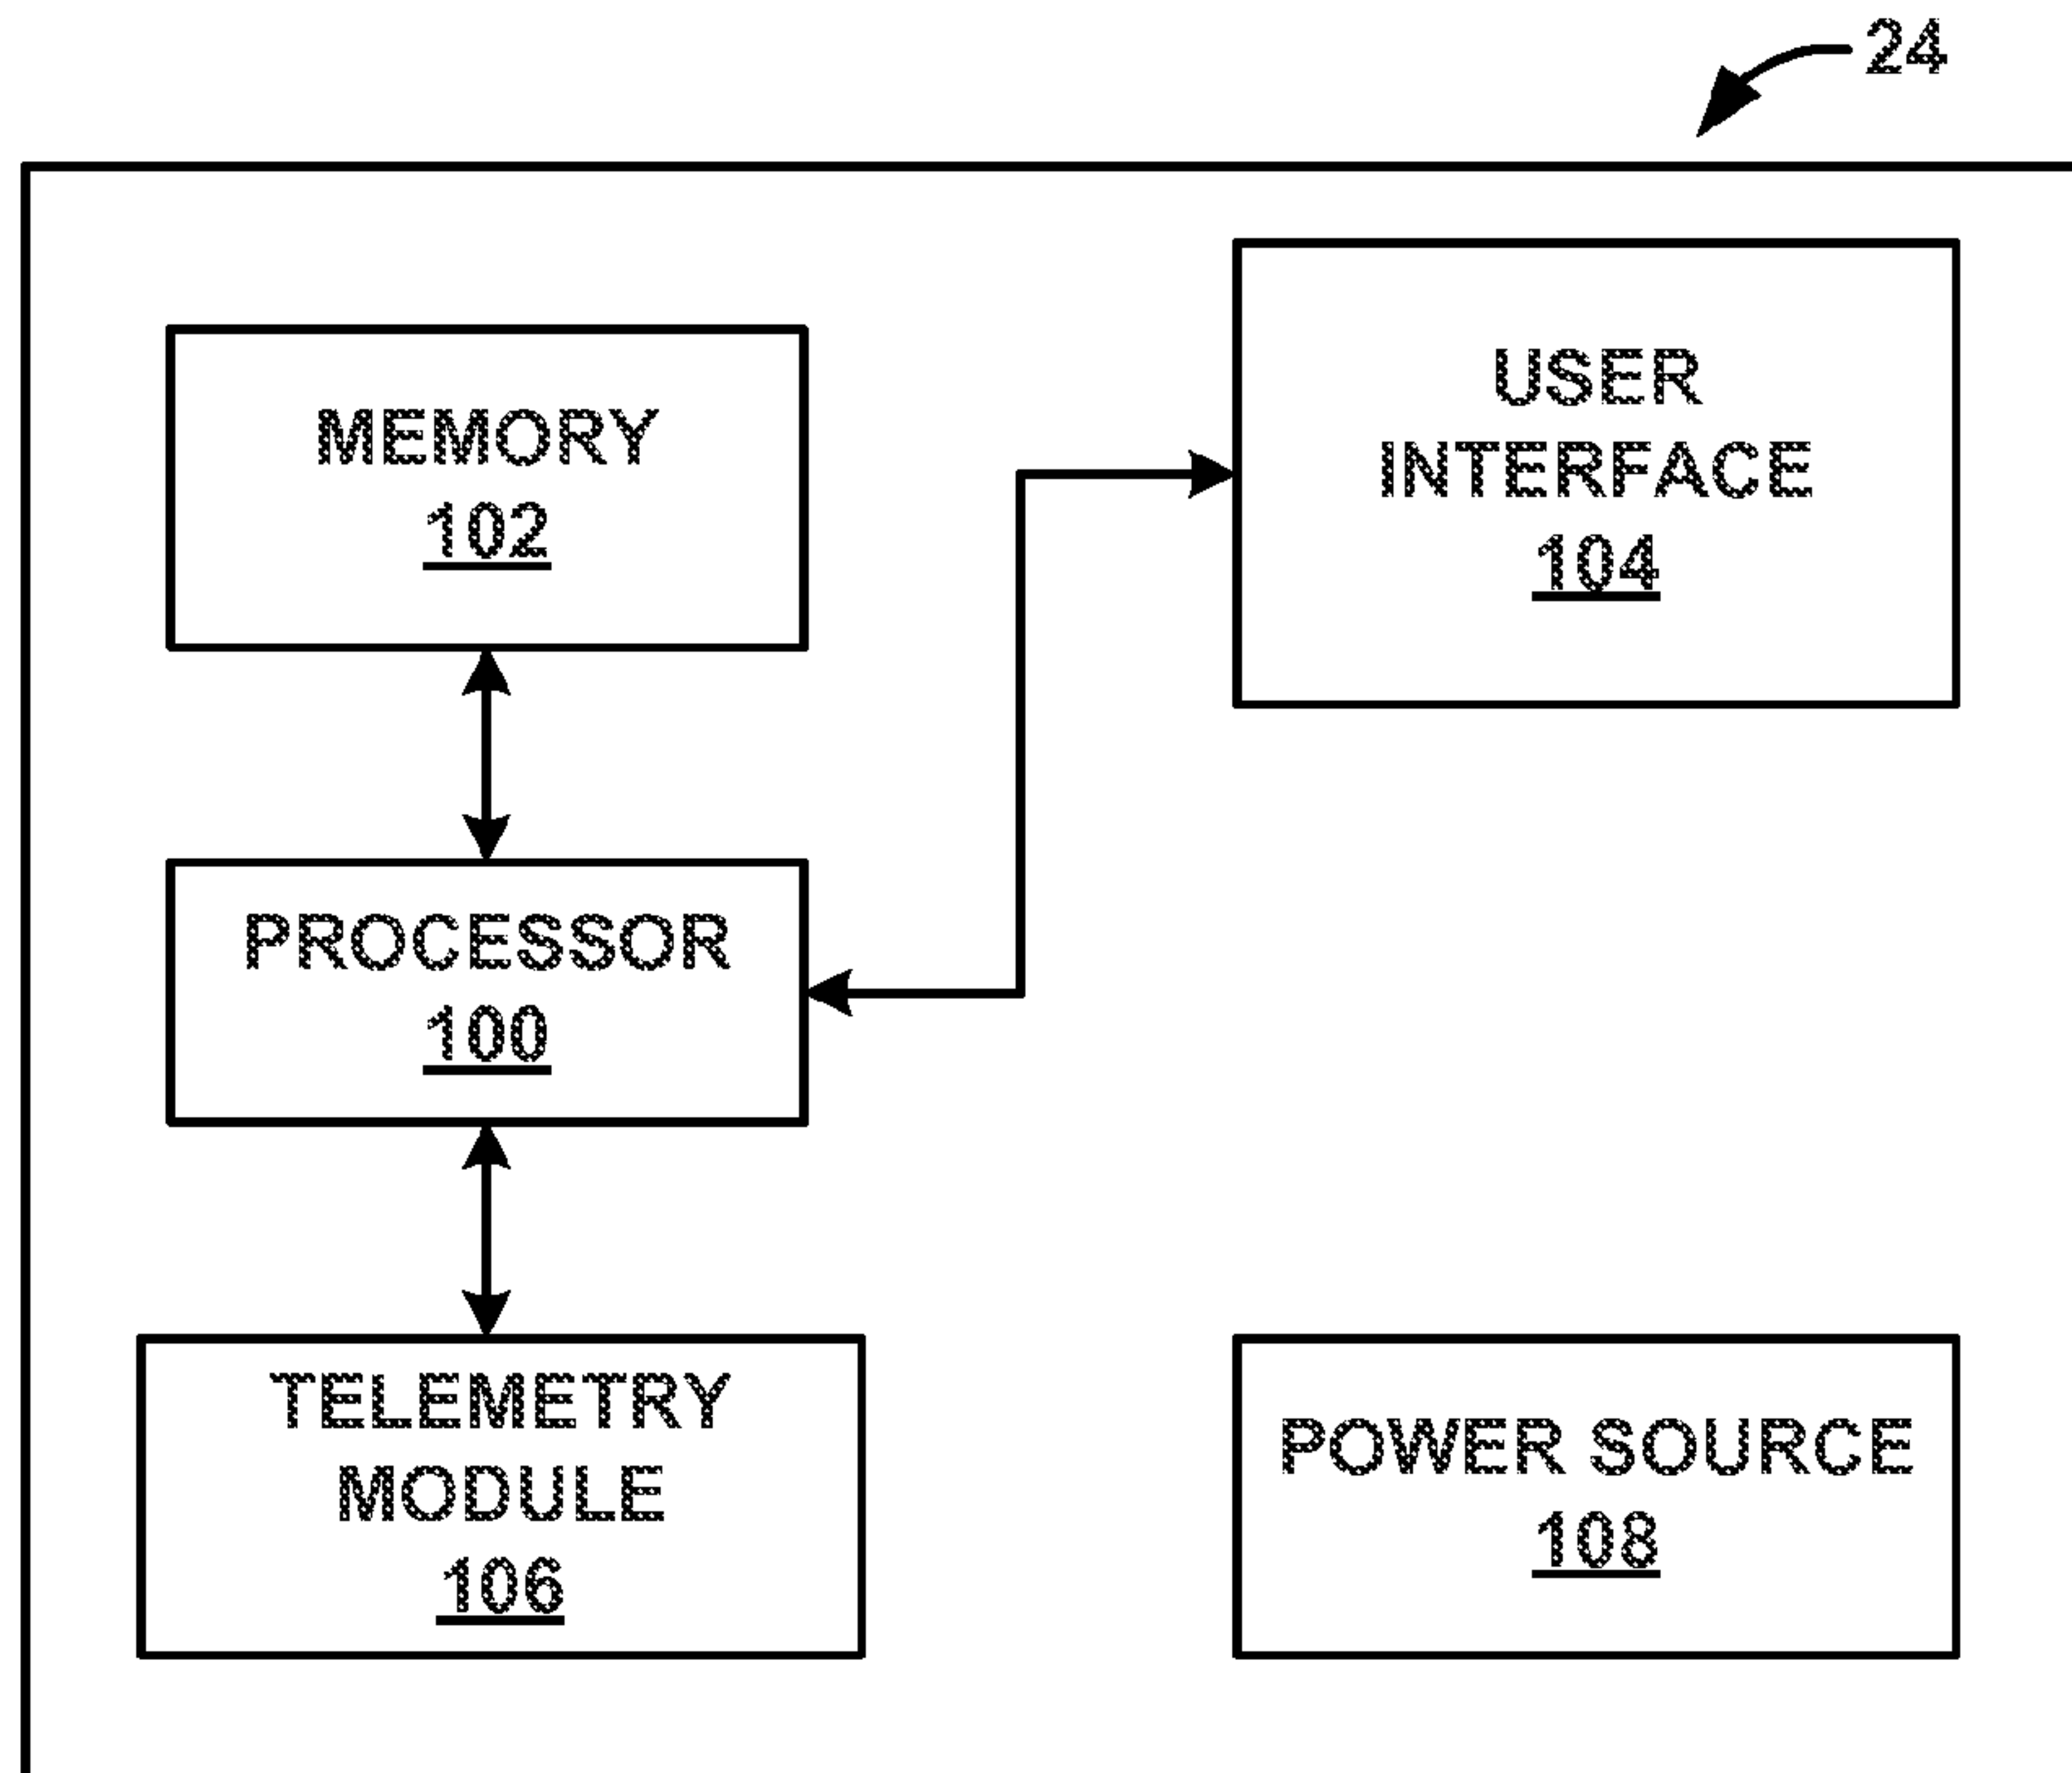 24
MEMORY
102
USER
INTERFACE
104
PROCESSOR
100
TELEMETRY
MODULE
106
POWER SOURCE
108